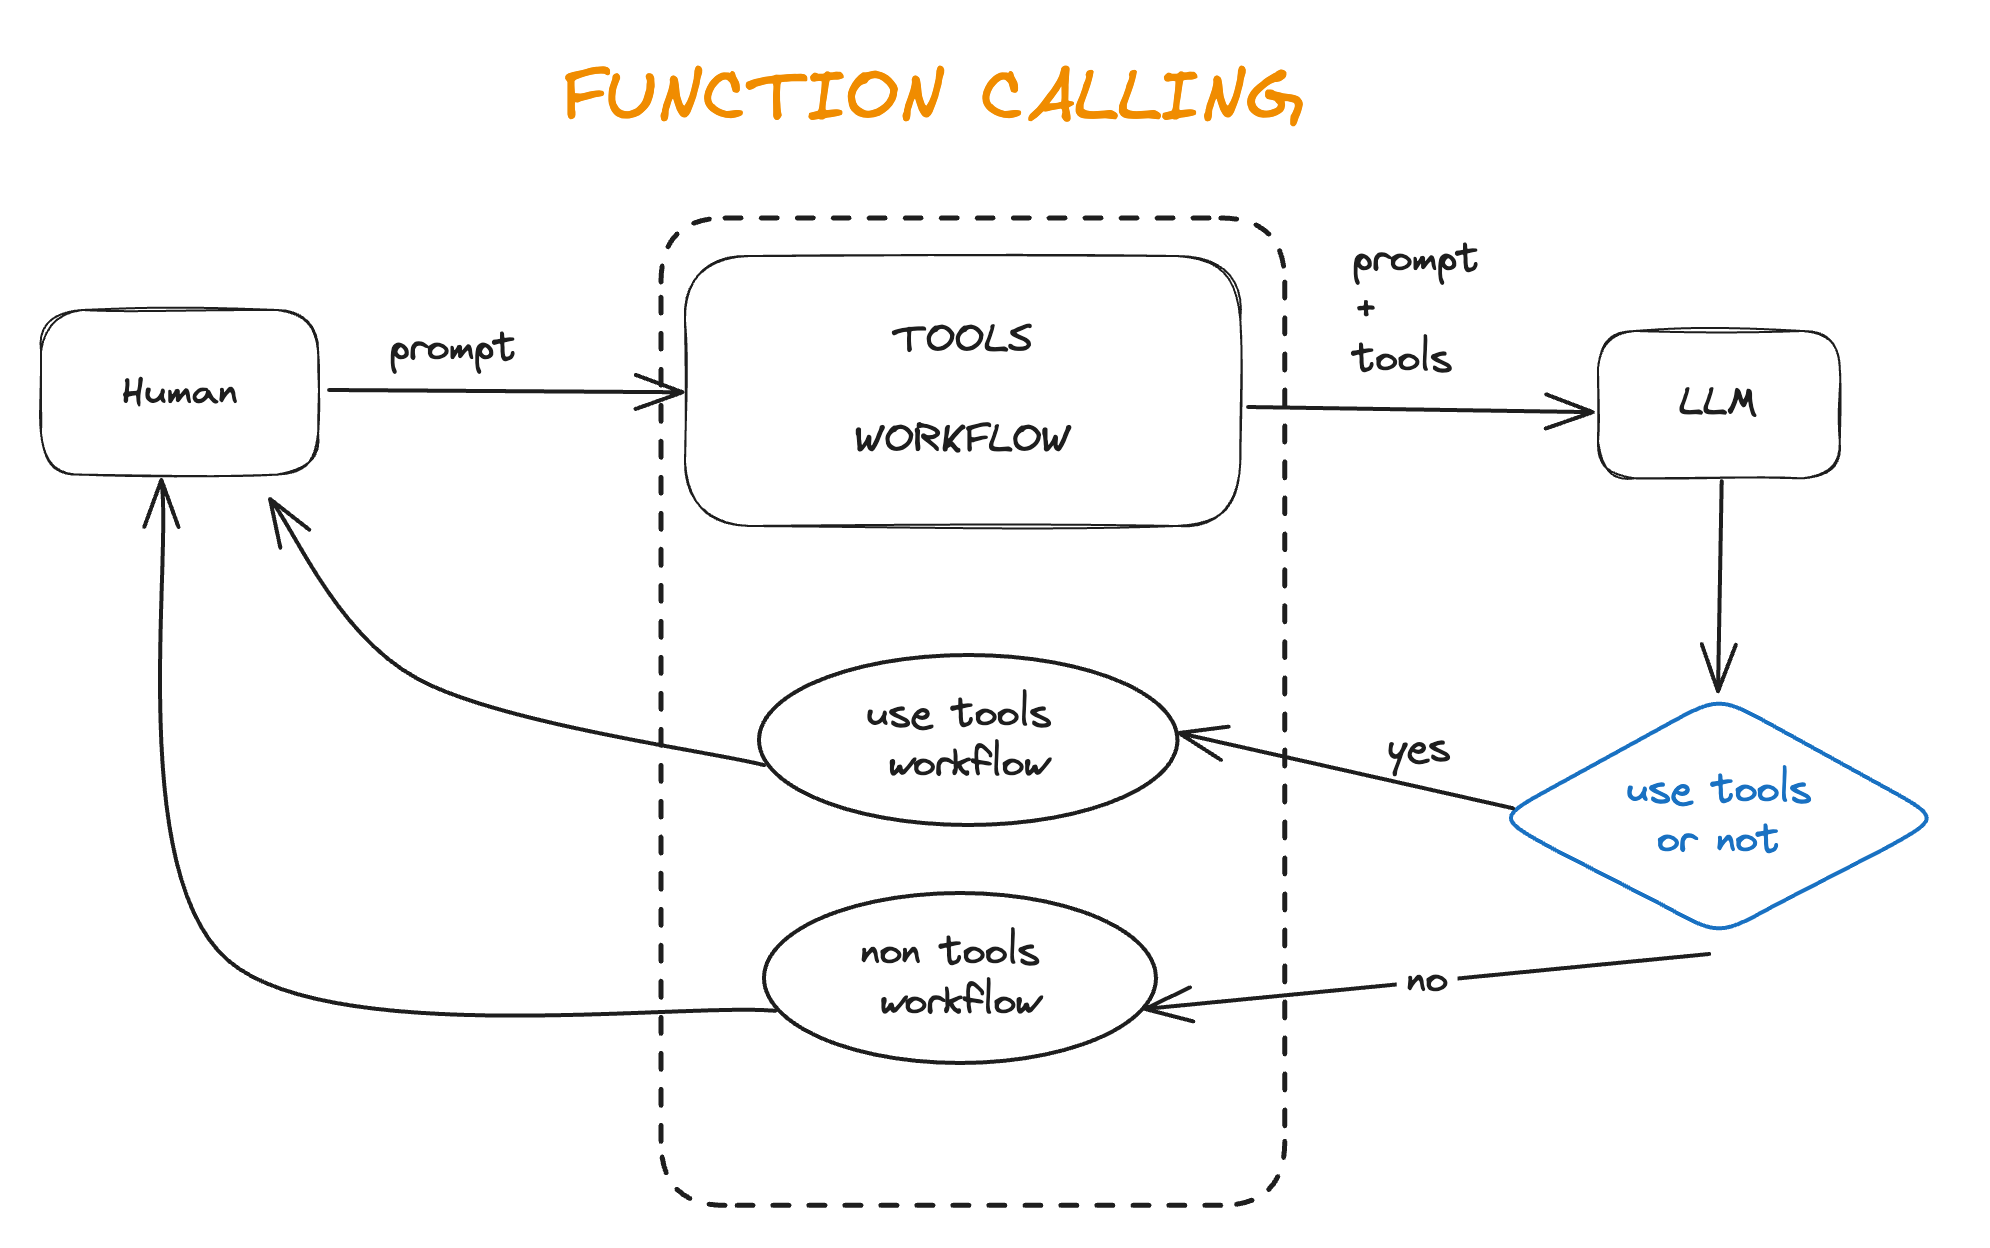 FUNCTION CALLING
prompt
+
tools
prompt
TOOLS
Human
LLM
WORKFLOW
use tools
workflow
yes
use tools
or not
non tools
workflow
no